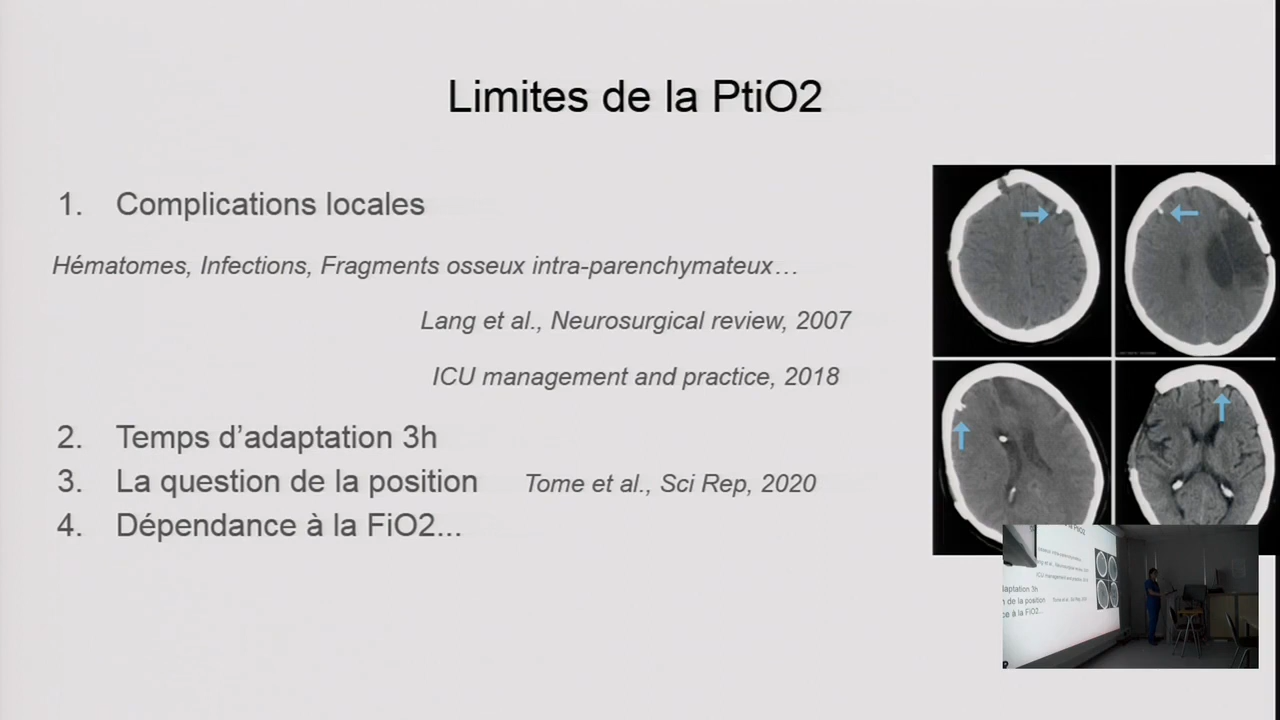 Limites de la PtiO2
1. Complications locales
Hématomes, Infections, Fragments osseux intra-parenchymateux…
Lang et al., Neurosurgical review, 2007
ICU management and practice, 2018
2. Temps d'adaptation 3h
3. La question de la position Tome et al., Sci Rep, 2020
4. Dépendance à la FiO2...